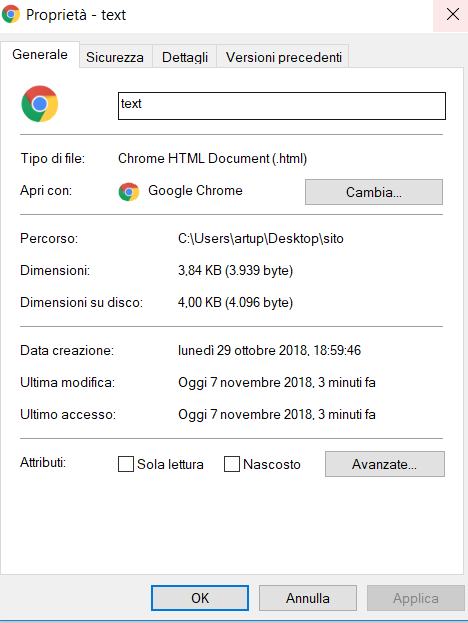 Proprietà - text
Generale Sicurezza Dettagli Versioni precedenti
text
Tipo di file: Chrome HTML Document (.html)
Apri con: Google Chrome Cambia...
Percorso: C:\Users\artup\Desktop\sito
Dimensioni: 3,84 KB (3.939 byte)
Dimensioni su disco: 4,00 KB (4.096 byte)
Data creazione: lunedì 29 ottobre 2018, 18:59:46
Ultima modifica: Oggi 7 novembre 2018, 3 minuti fa
Ultimo accesso: Oggi 7 novembre 2018, 3 minuti fa
Attributi: Sola lettura Nascosto Avanzate...
OK Annulla Applica